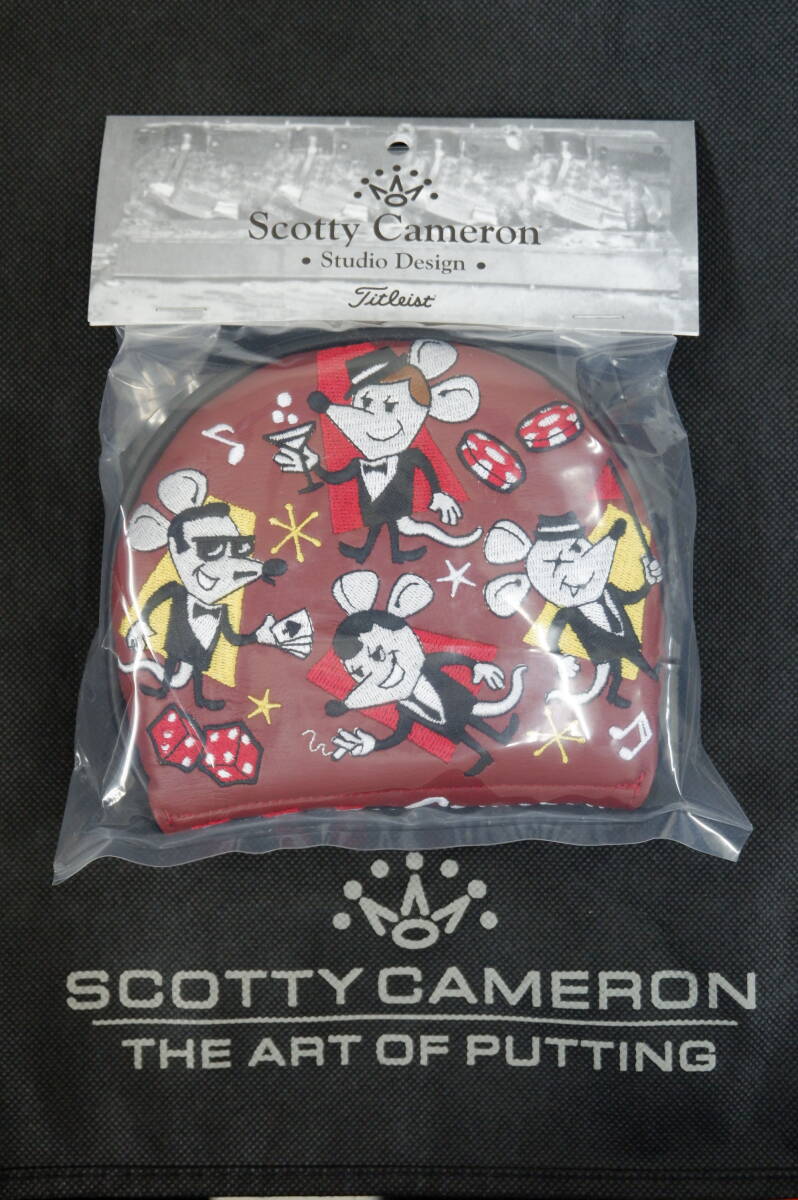 Scotty Cameron
• Studio Design •
Titleist
SCOTTY CAMERON
THE ART OF PUTTING